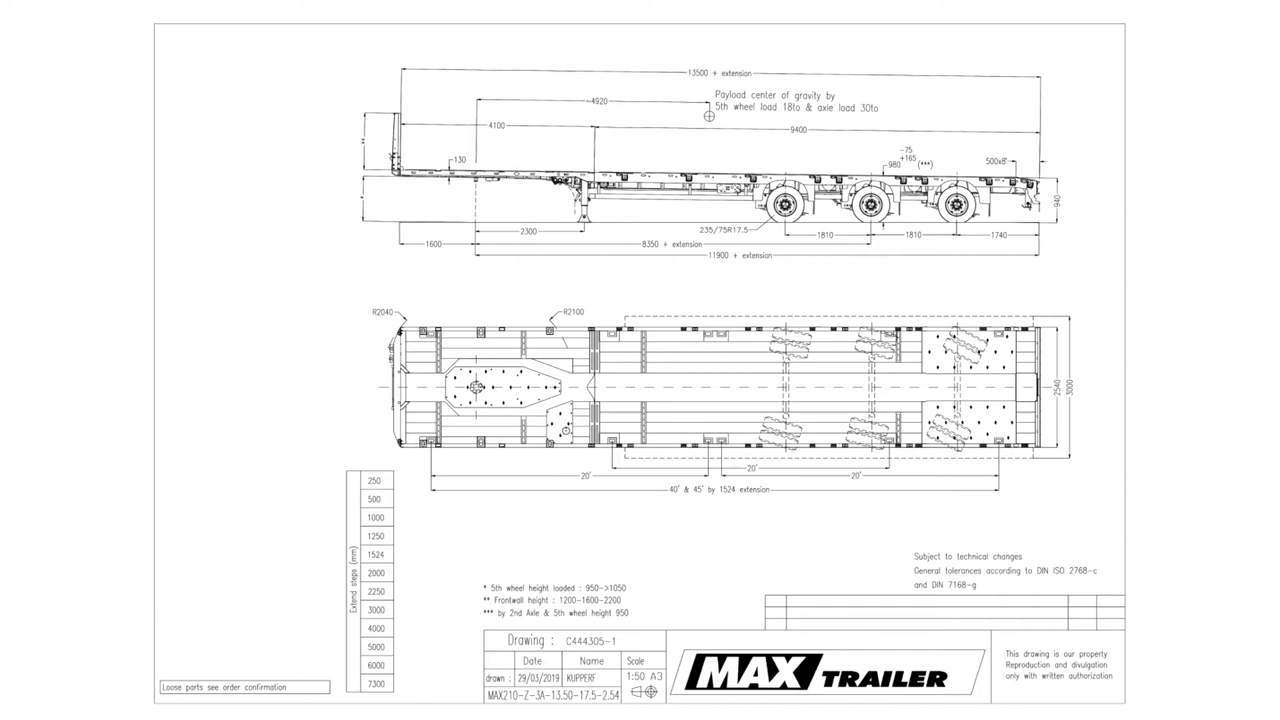 13500 + extension
4920
Payload center of gravity by
5th wheel load 18to & axle load 30to
4100
9400
-75
+165
980 (***)
130
500x8°
**
*
940
235/75R17.5
2300
1810
1810
1740
1600
8350 + extension
11900 + extension
R2040
R2100
2540
3000
20'
20'
20'
40' & 45' by 1524 extension
Extend steps (mm)
250
500
1000
1250
1524
2000
2250
3000
4000
5000
6000
7300
Subject to technical changes
General tolerances according to DIN ISO 2768-c
and DIN 7168-g
* 5th wheel height loaded : 950->1050
** Frontwall height : 1200-1600-2200
*** by 2nd Axle & 5th wheel height 950
Drawing : C444305-1
Date Name Scale
drawn : 29/03/2019 KUPPERF 1:50 A3
MAX210-Z-3A-13.50-17.5-2.54
MAX TRAILER
This drawing is our property
Reproduction and divulgation
only with written authorization
Loose parts see order confirmation